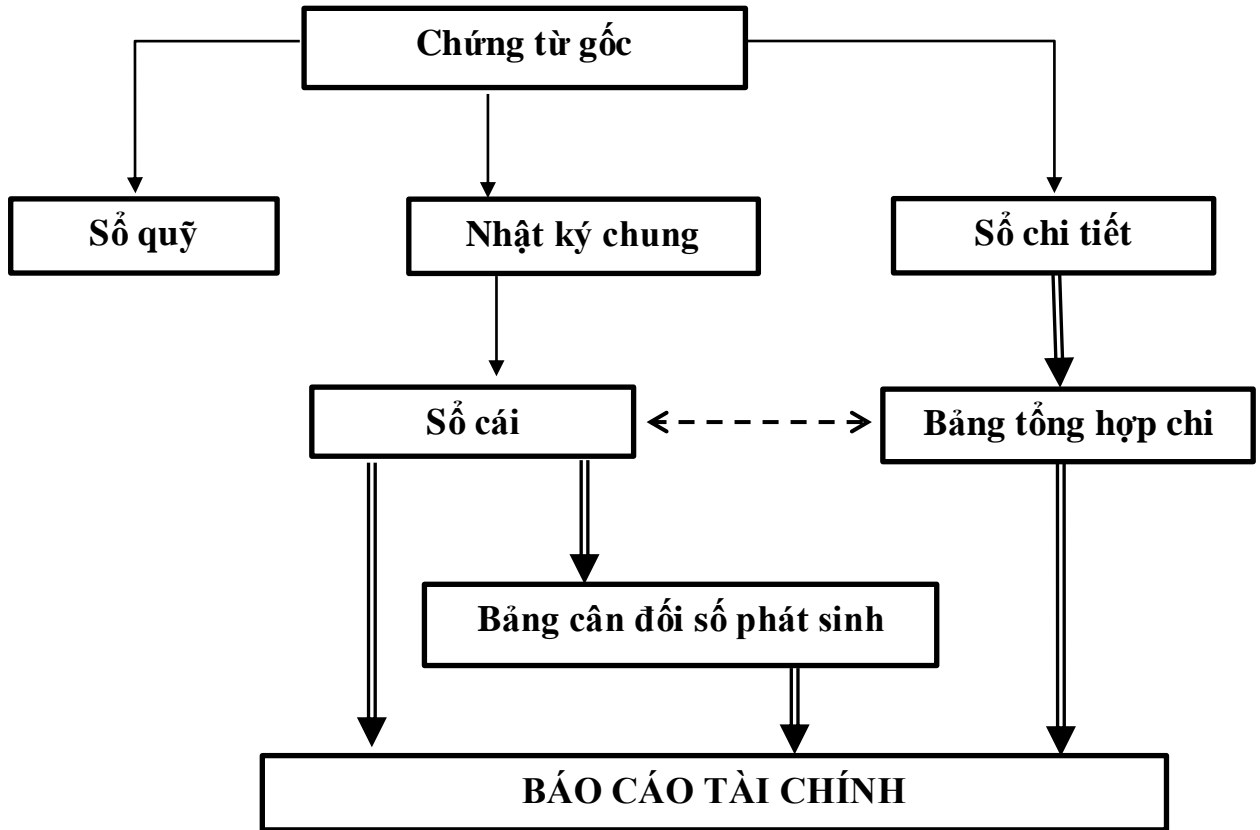 Chứng từ gốc
Sổ quỹ
Nhật ký chung
Sổ chi tiết
Sổ cái
Bảng tổng hợp chi
Bảng cân đối số phát sinh
BÁO CÁO TÀI CHÍNH